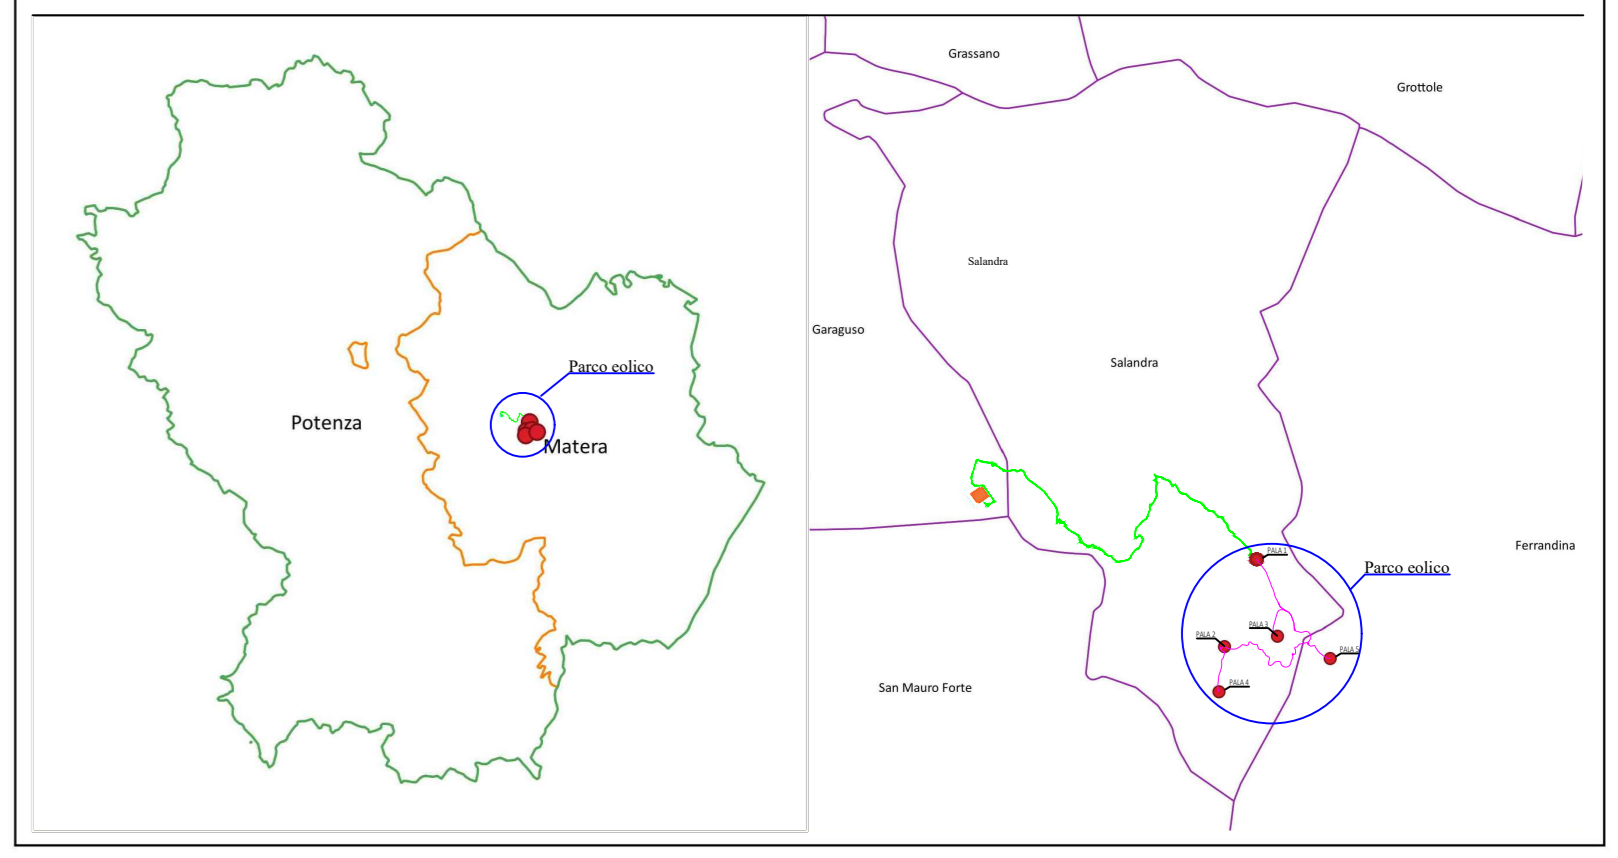 Parco eolico
Potenza
Matera
Grassano
Grottole
Salandra
Garaguso
Salandra
Ferrandina
PALA 1
Parco eolico
PALA 3
PALA 2
PALA 5
PALA 4
San Mauro Forte